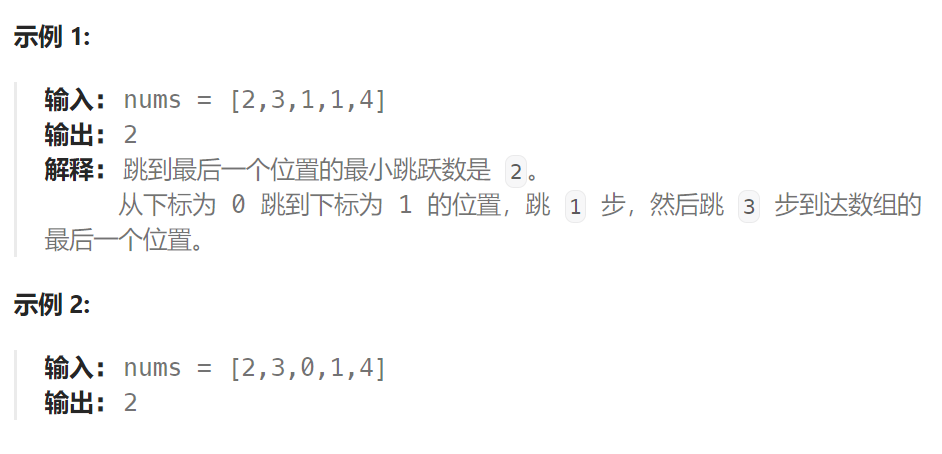 示例 1:
输入：nums = [2,3,1,1,4]
输出：2
解释：跳到最后一个位置的最小跳跃数是 2。
从下标为 0 跳到下标为 1 的位置，跳 1 步，然后跳 3 步到达数组的
最后一个位置。
示例 2:
输入：nums = [2,3,0,1,4]
输出：2